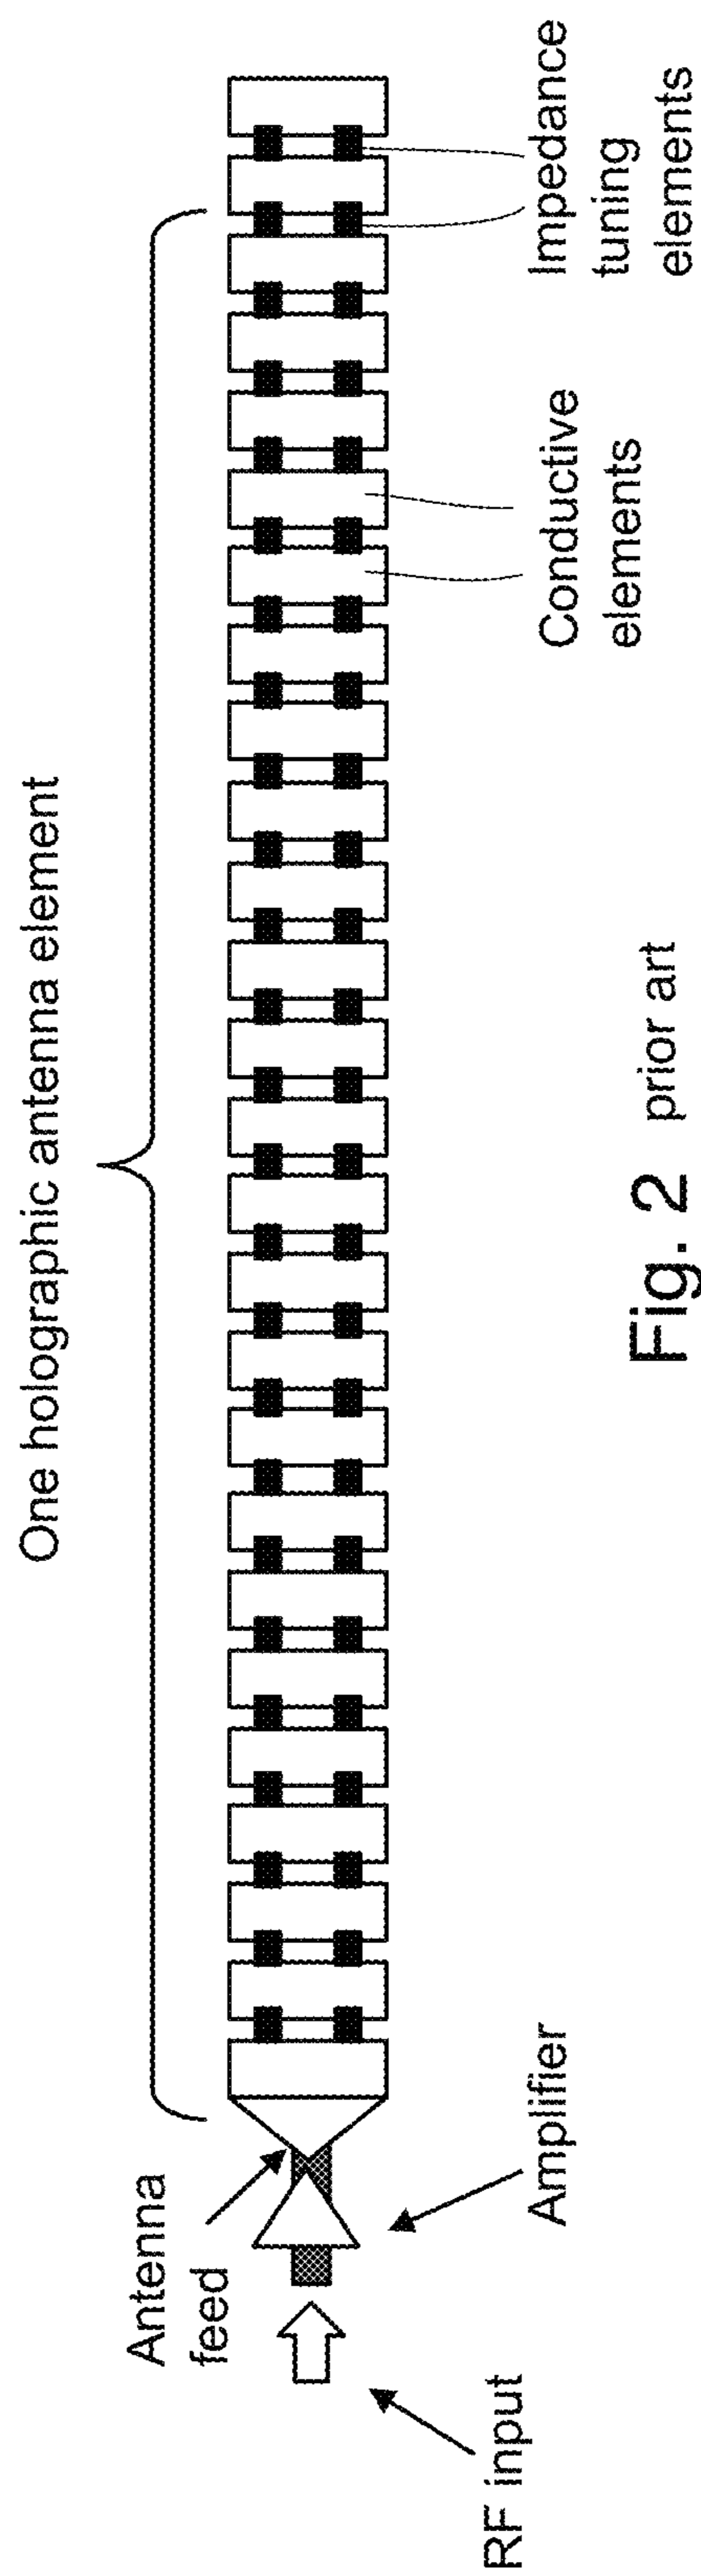 One holographic antenna element
Antenna
feed
RF input
Amplifier
Conductive
elements
Impedance
tuning
elements
Fig. 2 prior art